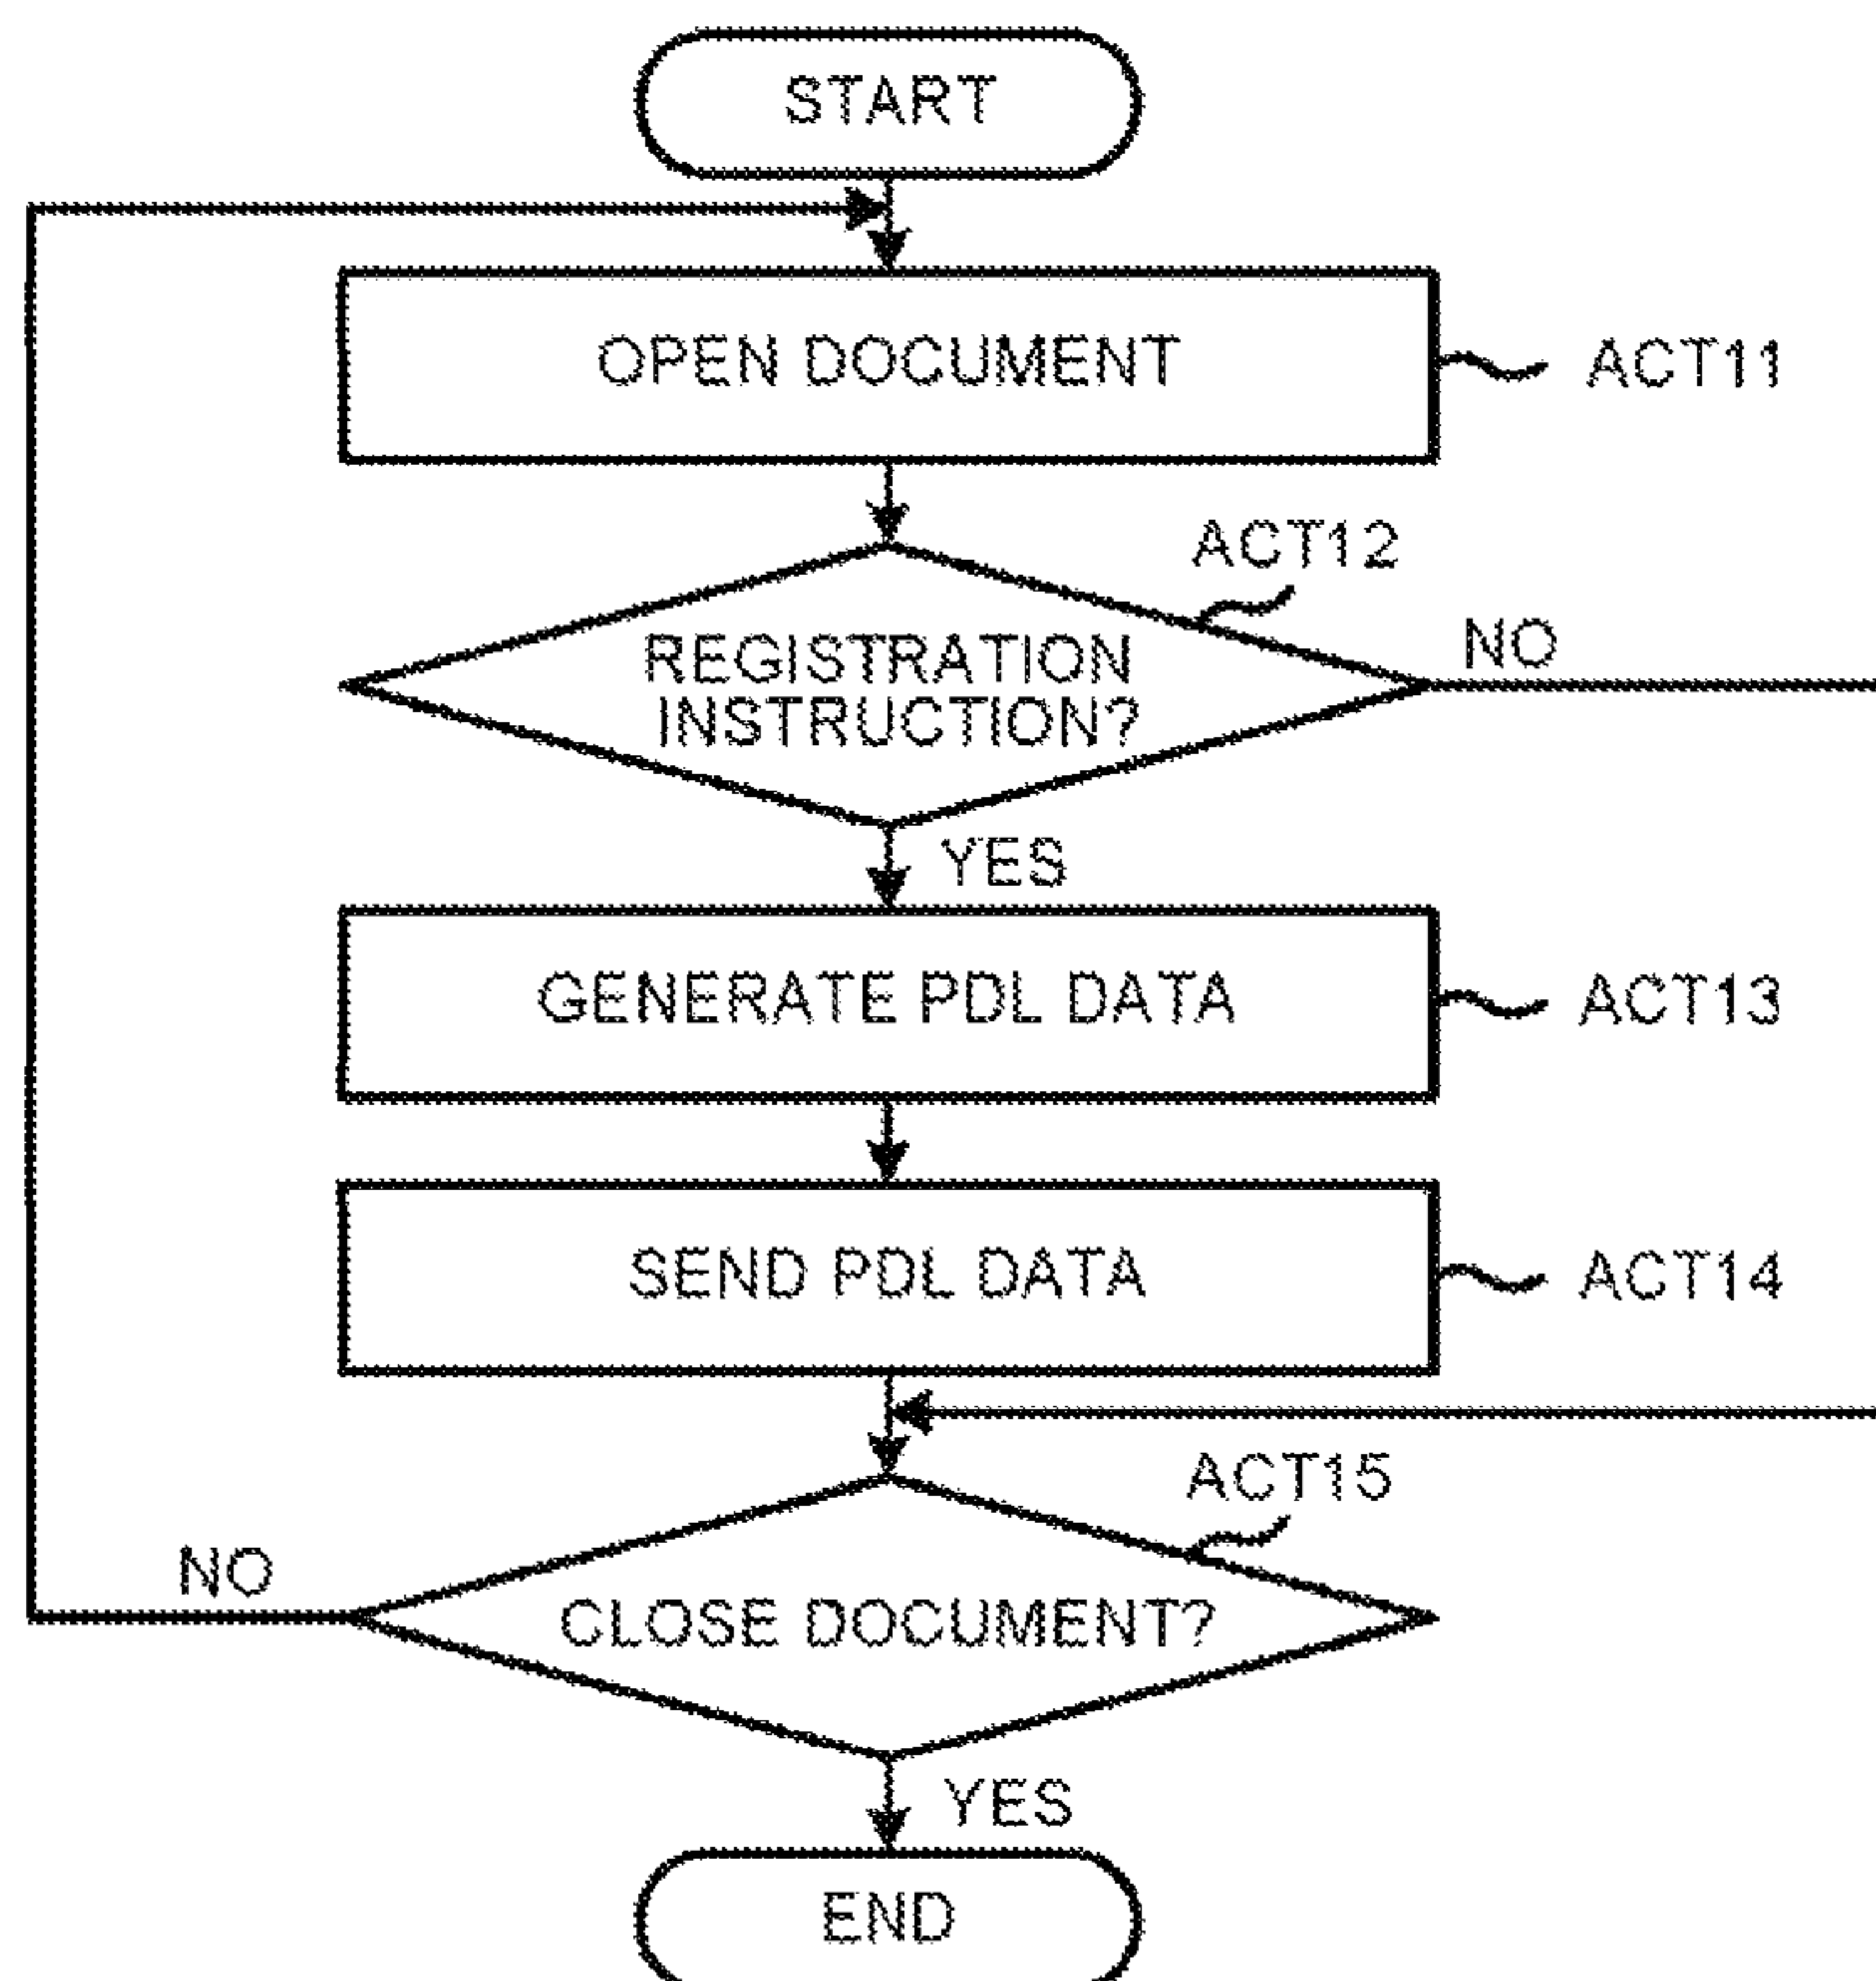 START
OPEN DOCUMENT
ACT11
ACT12
REGISTRATION
INSTRUCTION?
NO
YES
GENERATE PDL DATA
ACT13
SEND PDL DATA
ACT14
ACT15
NO
CLOSE DOCUMENT?
YES
END